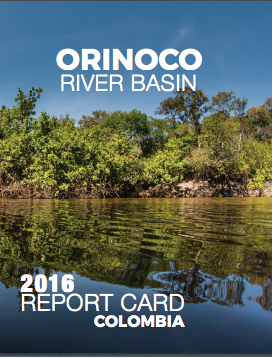 ORINOCO
RIVER BASIN
2016
REPORT CARD
COLOMBIA